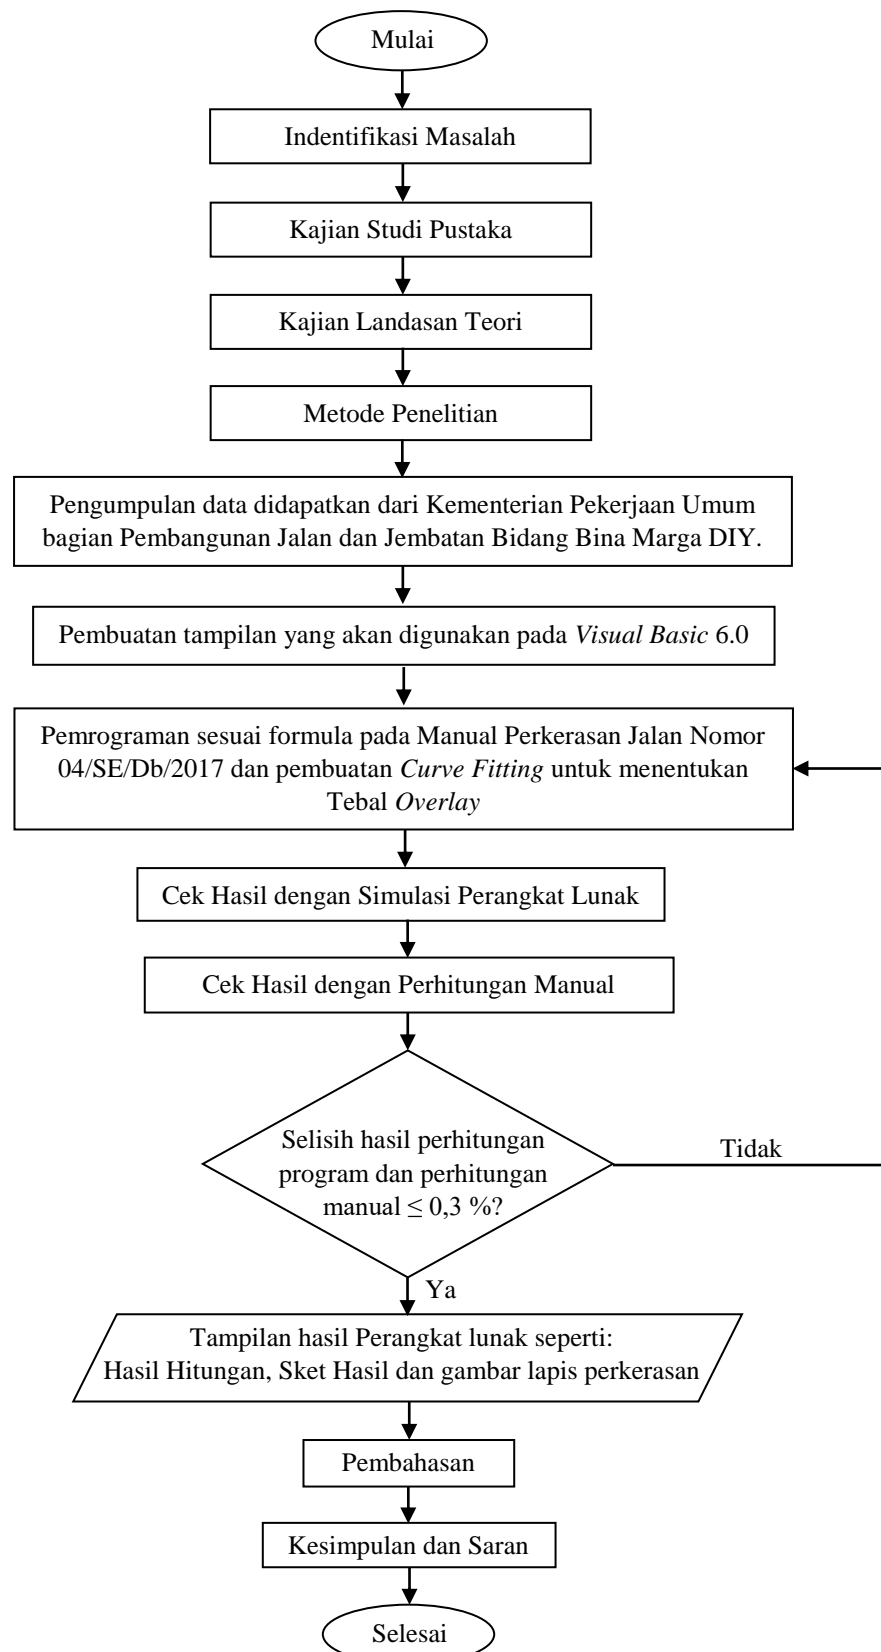 Mulai
Indentifikasi Masalah
Kajian Studi Pustaka
Kajian Landasan Teori
Metode Penelitian
Pengumpulan data didapatkan dari Kementerian Pekerjaan Umum
bagian Pembangunan Jalan dan Jembatan Bidang Bina Marga DIY.
Pembuatan tampilan yang akan digunakan pada Visual Basic 6.0
Pemrograman sesuai formula pada Manual Perkerasan Jalan Nomor
04/SE/Db/2017 dan pembuatan Curve Fitting untuk menentukan
Tebal Overlay
Cek Hasil dengan Simulasi Perangkat Lunak
Cek Hasil dengan Perhitungan Manual
Selisih hasil perhitungan
program dan perhitungan
manual ≤ 0,3 %?
Tidak
Ya
Tampilan hasil Perangkat lunak seperti:
Hasil Hitungan, Sket Hasil dan gambar lapis perkerasan
Pembahasan
Kesimpulan dan Saran
Selesai